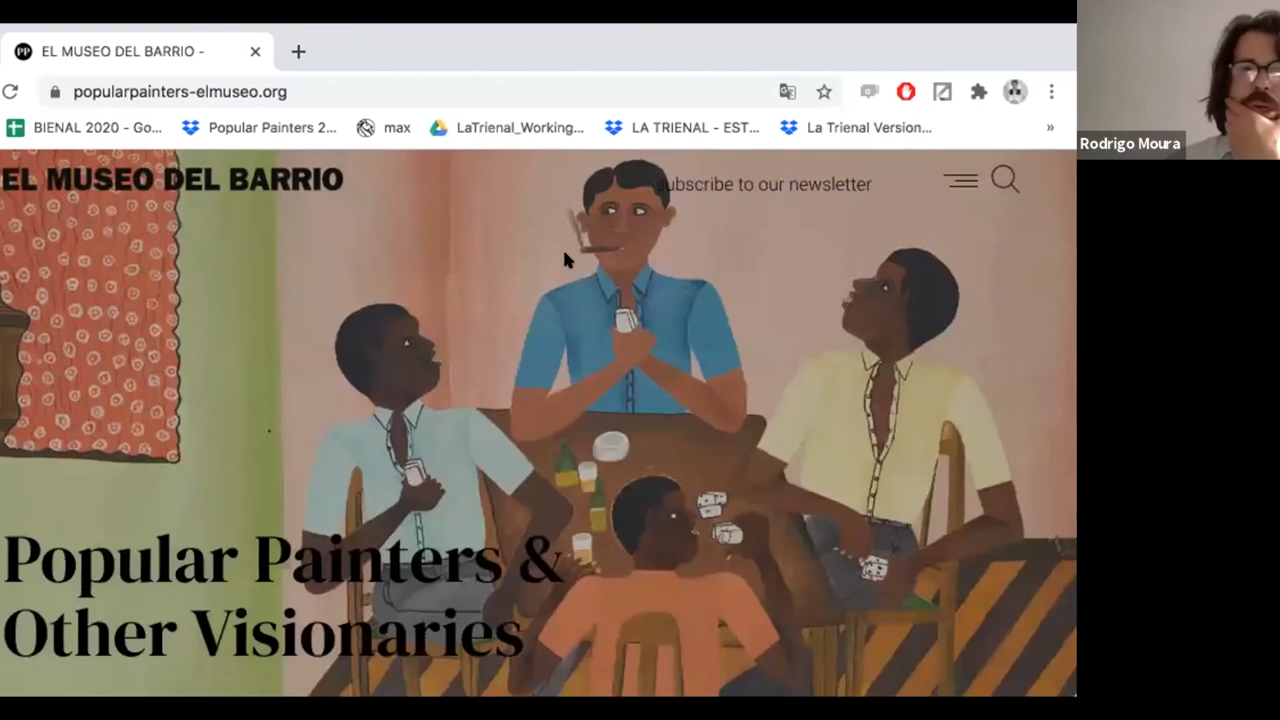 PP EL MUSEO DEL BARRIO -
popularpainters-elmuseo.org
BIENAL 2020 - Go... Popular Painters 2... max LaTrienal_Working... LA TRIENAL - EST... La Trienal Version... »
Rodrigo Moura
EL MUSEO DEL BARRIO subscribe to our newsletter
Popular Painters &
Other Visionaries